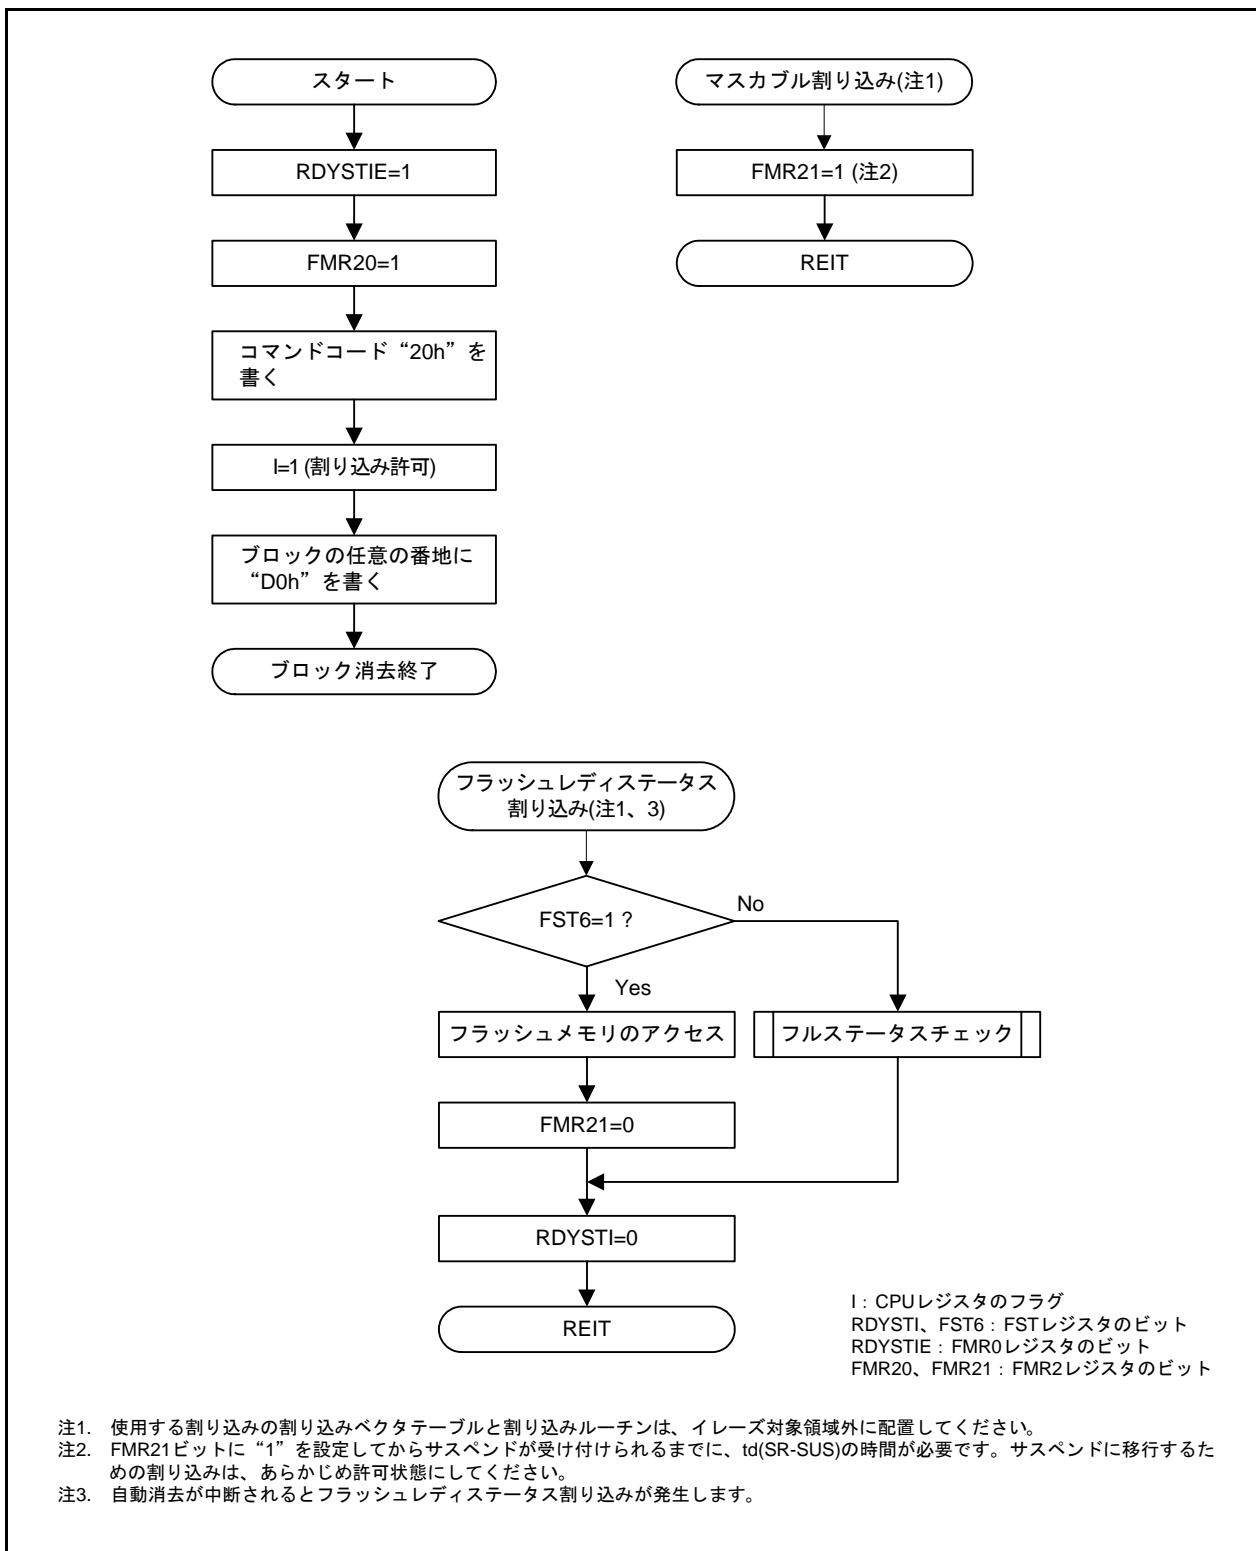 スタート
RDYSTIE=1
FMR20=1
コマンドコード“20h”を
書く
I=1 (割り込み許可)
ブロックの任意の番地に
“D0h”を書く
ブロック消去終了
マスカブル割り込み(注1)
FMR21=1 (注2)
REIT
フラッシュレディステータス
割り込み(注1、3)
FST6=1 ?
No
Yes
フラッシュメモリのアクセス
フルステータスチェック
FMR21=0
RDYSTI=0
REIT
I : CPUレジスタのフラグ
RDYSTI、FST6 : FSTレジスタのビット
RDYSTIE : FMR0レジスタのビット
FMR20、FMR21 : FMR2レジスタのビット
注1. 使用する割り込みの割り込みベクタテーブルと割り込みルーチンは、イレーズ対象領域外に配置してください。
注2. FMR21ビットに“1”を設定してからサスペンドが受け付けられるまでに、td(SR-SUS)の時間が必要です。サスペンドに移行するた
めの割り込みは、あらかじめ許可状態にしてください。
注3. 自動消去が中断されるとフラッシュレディステータス割り込みが発生します。